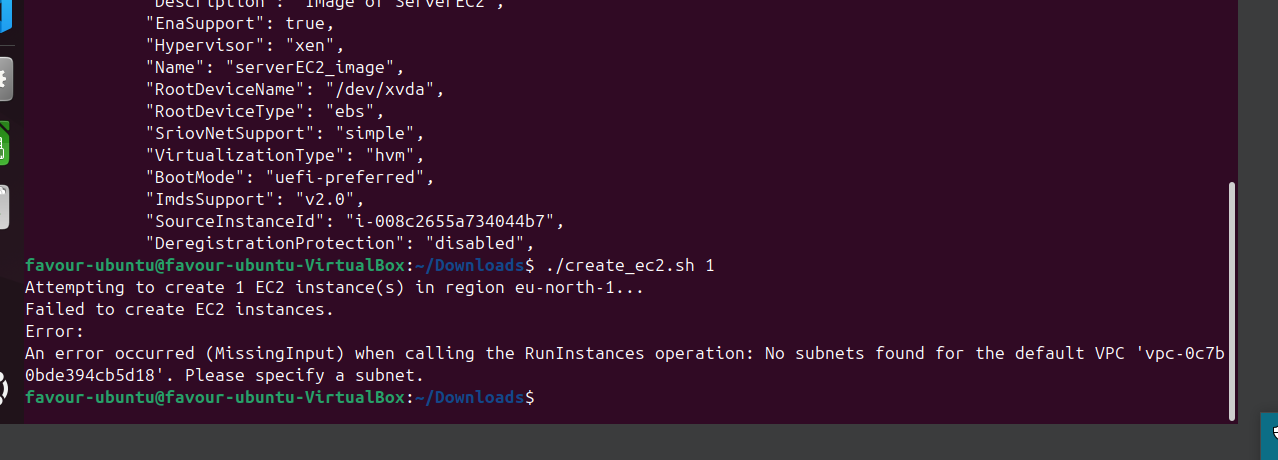 "Description": "Image of ServerEC2",
"EnaSupport": true,
"Hypervisor": "xen",
"Name": "serverEC2_image",
"RootDeviceName": "/dev/xvda",
"RootDeviceType": "ebs",
"SriovNetSupport": "simple",
"VirtualizationType": "hvm",
"BootMode": "uefi-preferred",
"ImdsSupport": "v2.0",
"SourceInstanceId": "i-008c2655a734044b7",
"DeregistrationProtection": "disabled",
favour-ubuntu@favour-ubuntu-VirtualBox:~/Downloads$ ./create_ec2.sh 1
Attempting to create 1 EC2 instance(s) in region eu-north-1...
Failed to create EC2 instances.
Error:
An error occurred (MissingInput) when calling the RunInstances operation: No subnets found for the default VPC 'vpc-0c7b
0bde394cb5d18'. Please specify a subnet.
favour-ubuntu@favour-ubuntu-VirtualBox:~/Downloads$